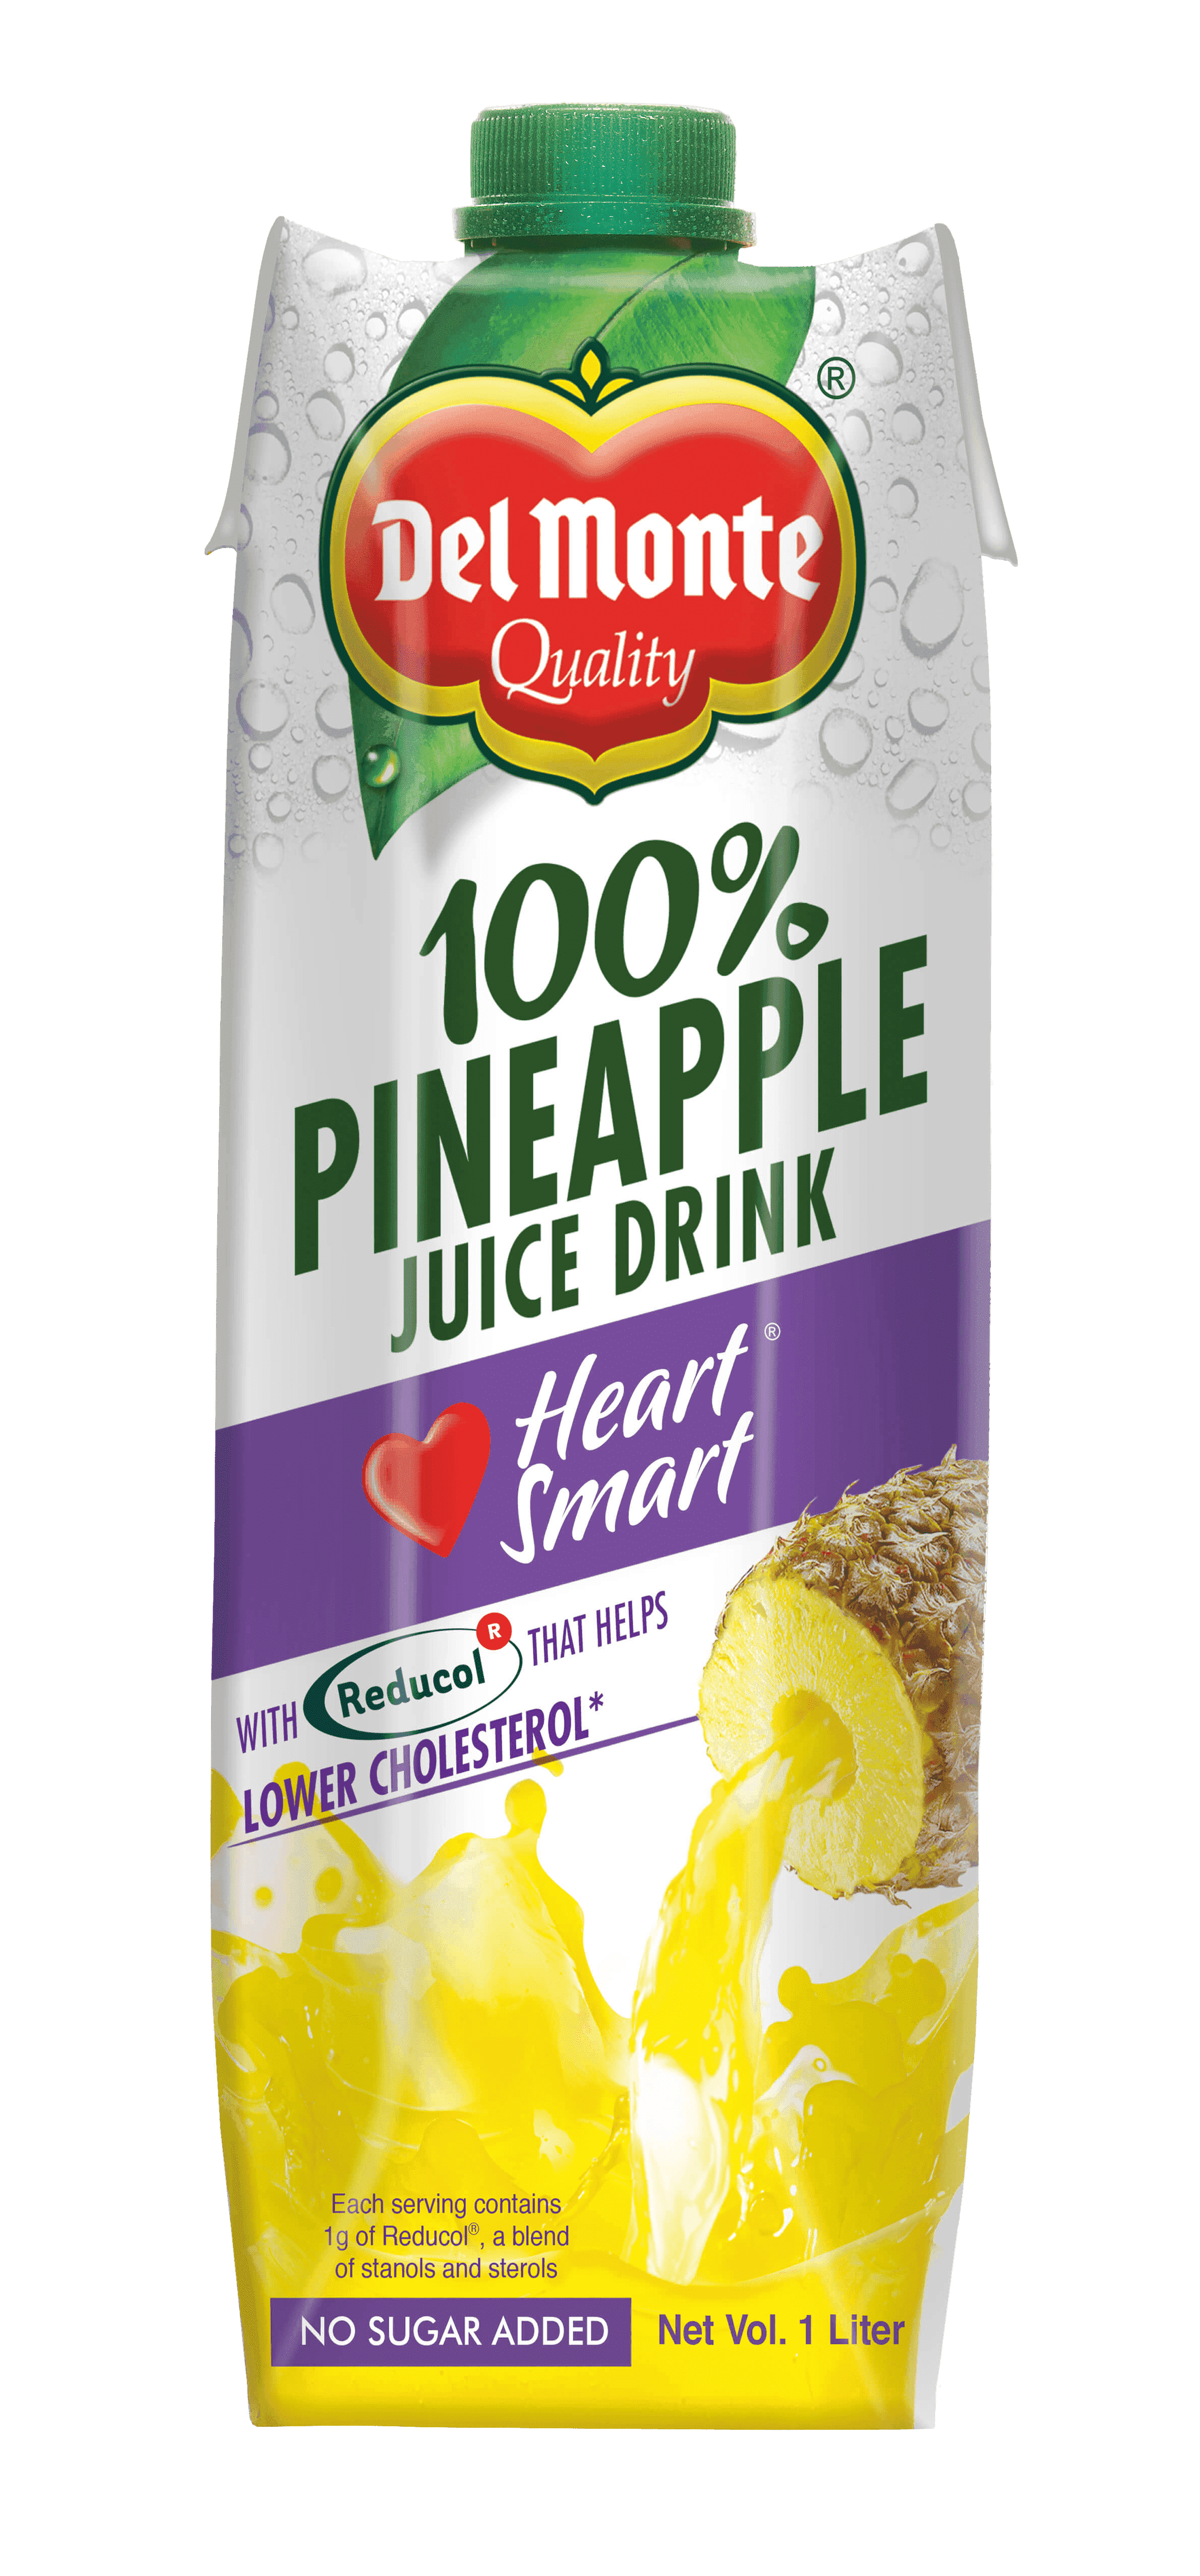 ®
Del Monte
Quality
100%
PINEAPPLE
JUICE DRINK
Heart ®
Smart
WITH Reducol ® THAT HELPS
LOWER CHOLESTEROL*
Each serving contains
1g of Reducol®, a blend
of stanols and sterols
NO SUGAR ADDED
Net Vol. 1 Liter